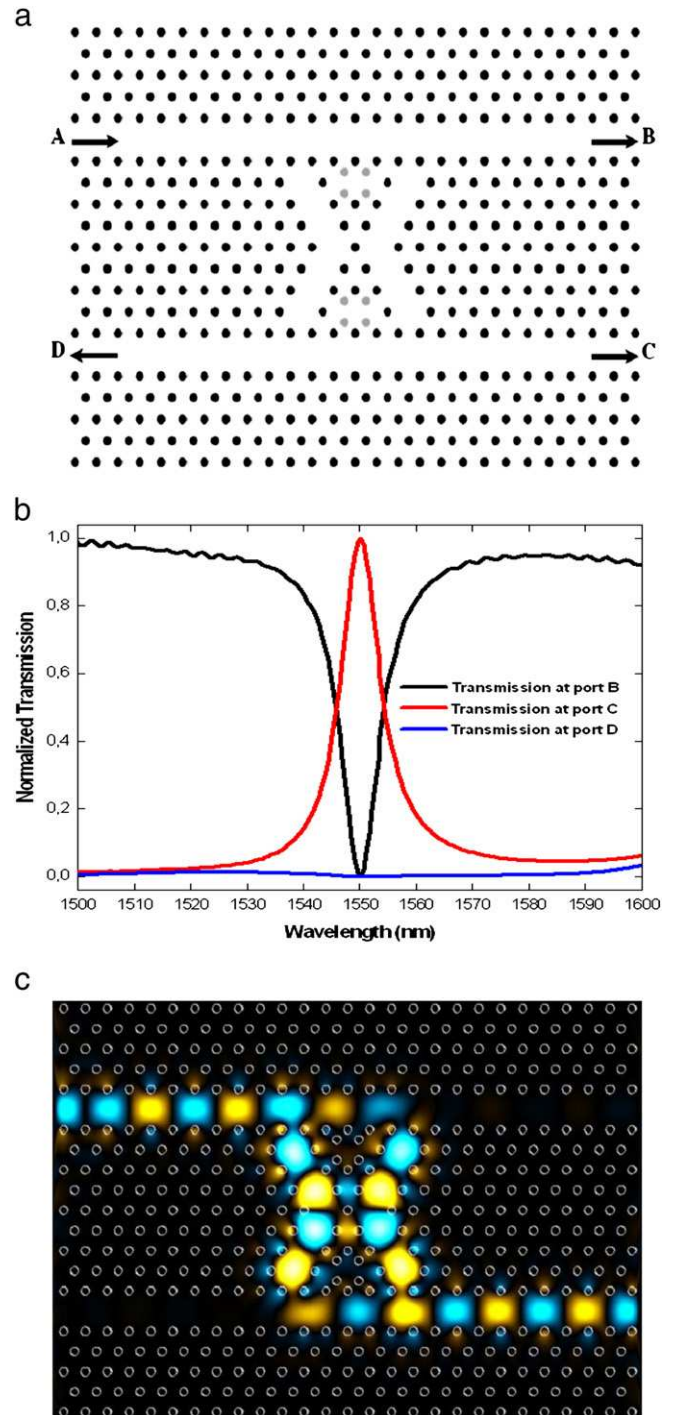 a
A
B
D
C
b
Normalized Transmission
1,0
0,8
0,6
0,4
0,2
0,0
Transmission at port B
Transmission at port C
Transmission at port D
1500 1510 1520 1530 1540 1550 1560 1570 1580 1590 1600
Wavelength (nm)
c